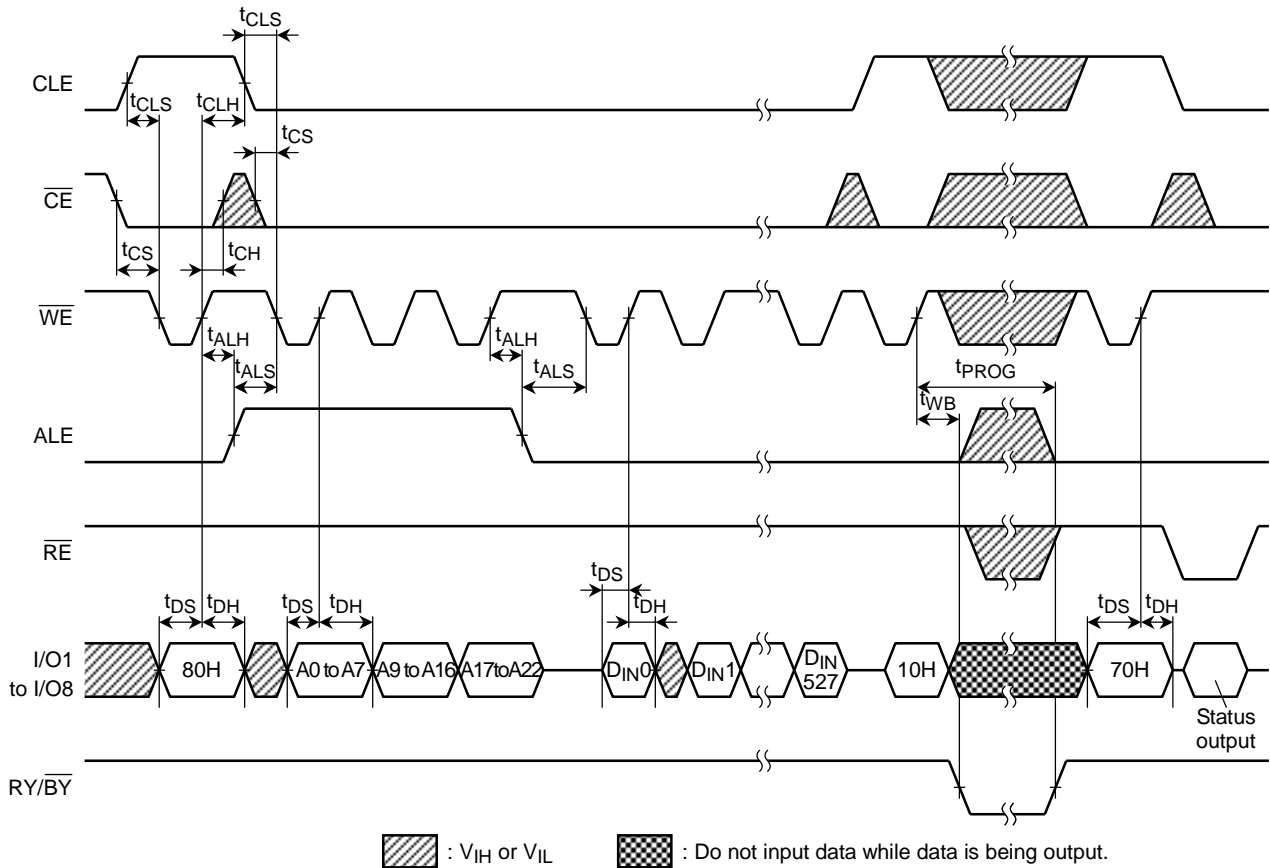 tCLS
CLE
tCLS
tCLH
tCS
CE
tCS
tCH
WE
tALH
tALS
tALH
tALS
tPROG
tWB
ALE
RE
tDS
tDH
tDS
tDH
tDS
tDH
tDS
tDH
I/O1
to I/O8
80H
A0 to A7
A9 to A16
A17 to A22
DIN0
DIN1
DIN
527
10H
70H
Status
output
RY/BY
: VIH or VIL
: Do not input data while data is being output.